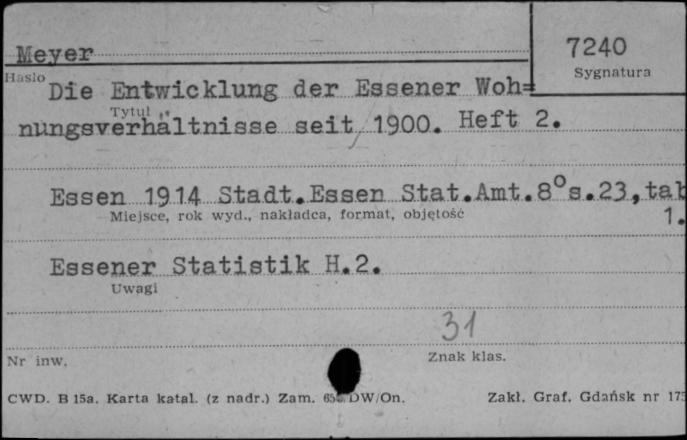 Meyer
7240
Hasło
Sygnatura
Die Entwicklung der Essener Woh=
Tytuł
nungsverhältnisse seit 1900. Heft 2.
Essen 1914 Stadt.Essen Stat.Amt.8°s.23,tab
Miejsce, rok wyd., nakładca, format, objętość
1.
Essener Statistik H.2.
Uwagi
31
Nr inw.
Znak klas.
CWD. B 15a. Karta katal. (z nadr.) Zam. DW/On.
Zakł. Graf. Gdańsk nr 175